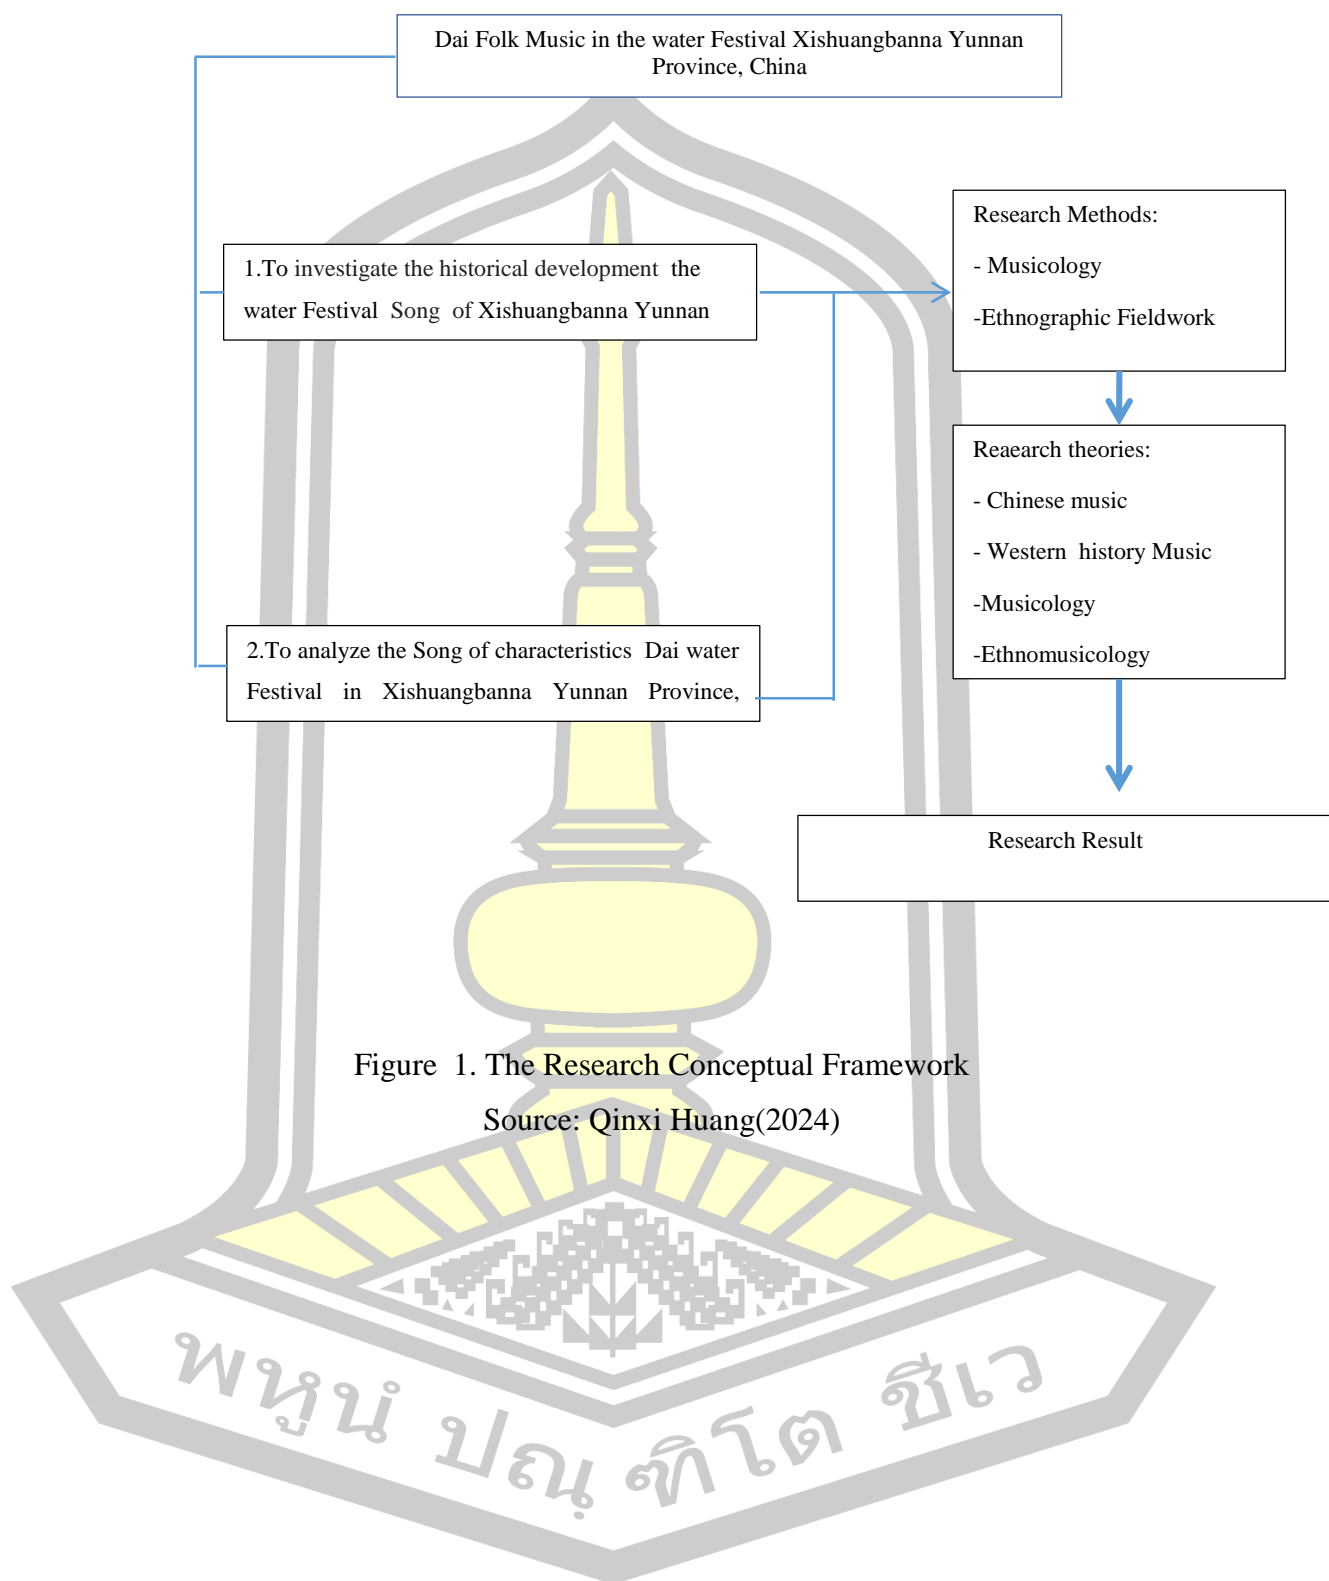 Dai Folk Music in the water Festival Xishuangbanna Yunnan
Province, China
1.To investigate the historical development the
water Festival Song of Xishuangbanna Yunnan
2.To analyze the Song of characteristics Dai water
Festival in Xishuangbanna Yunnan Province,
Research Methods:
- Musicology
-Ethnographic Fieldwork
Reaearch theories:
- Chinese music
- Western history Music
-Musicology
-Ethnomusicology
Research Result
Figure 1. The Research Conceptual Framework
Source: Qinxi Huang(2024)
พหูนํ ปณฺฑิโต ชีเว